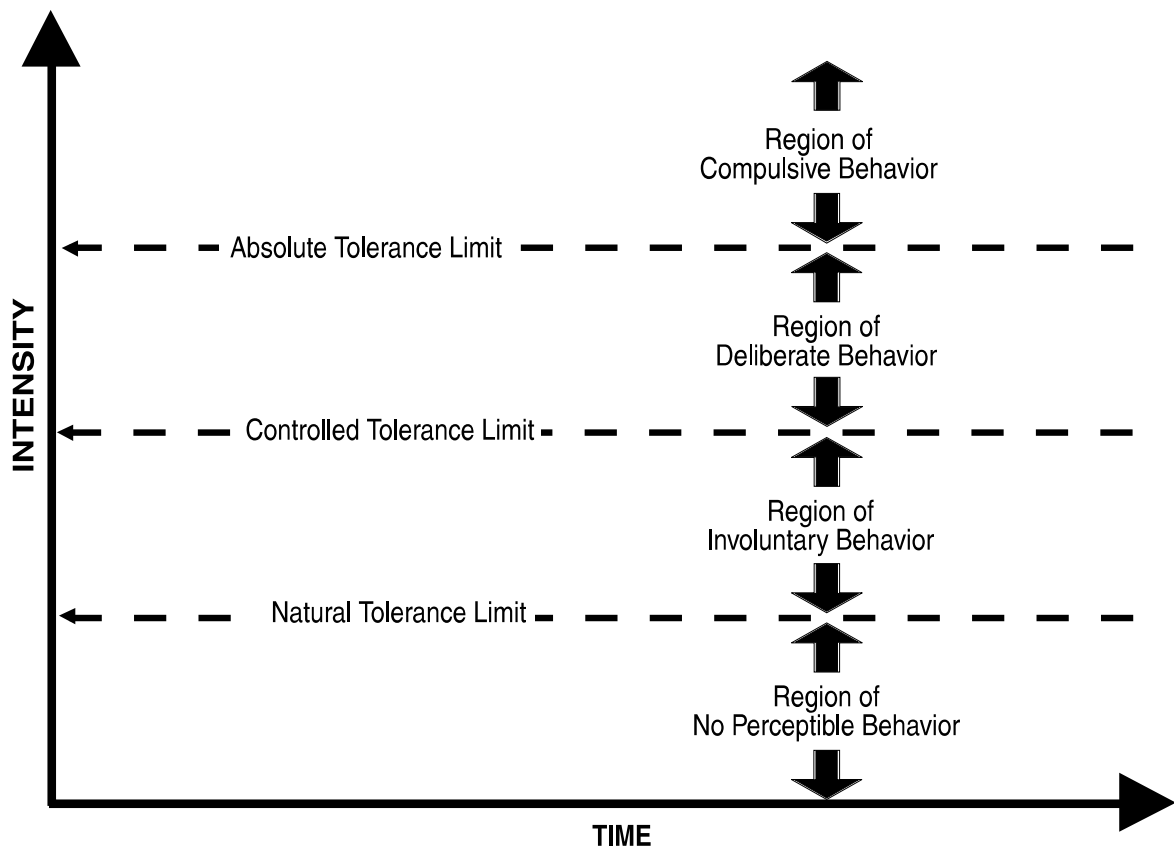 Region of
Compulsive Behavior
Absolute Tolerance Limit
Region of
Deliberate Behavior
INTENSITY
Controlled Tolerance Limit
Region of
Involuntary Behavior
Natural Tolerance Limit
Region of
No Perceptible Behavior
TIME